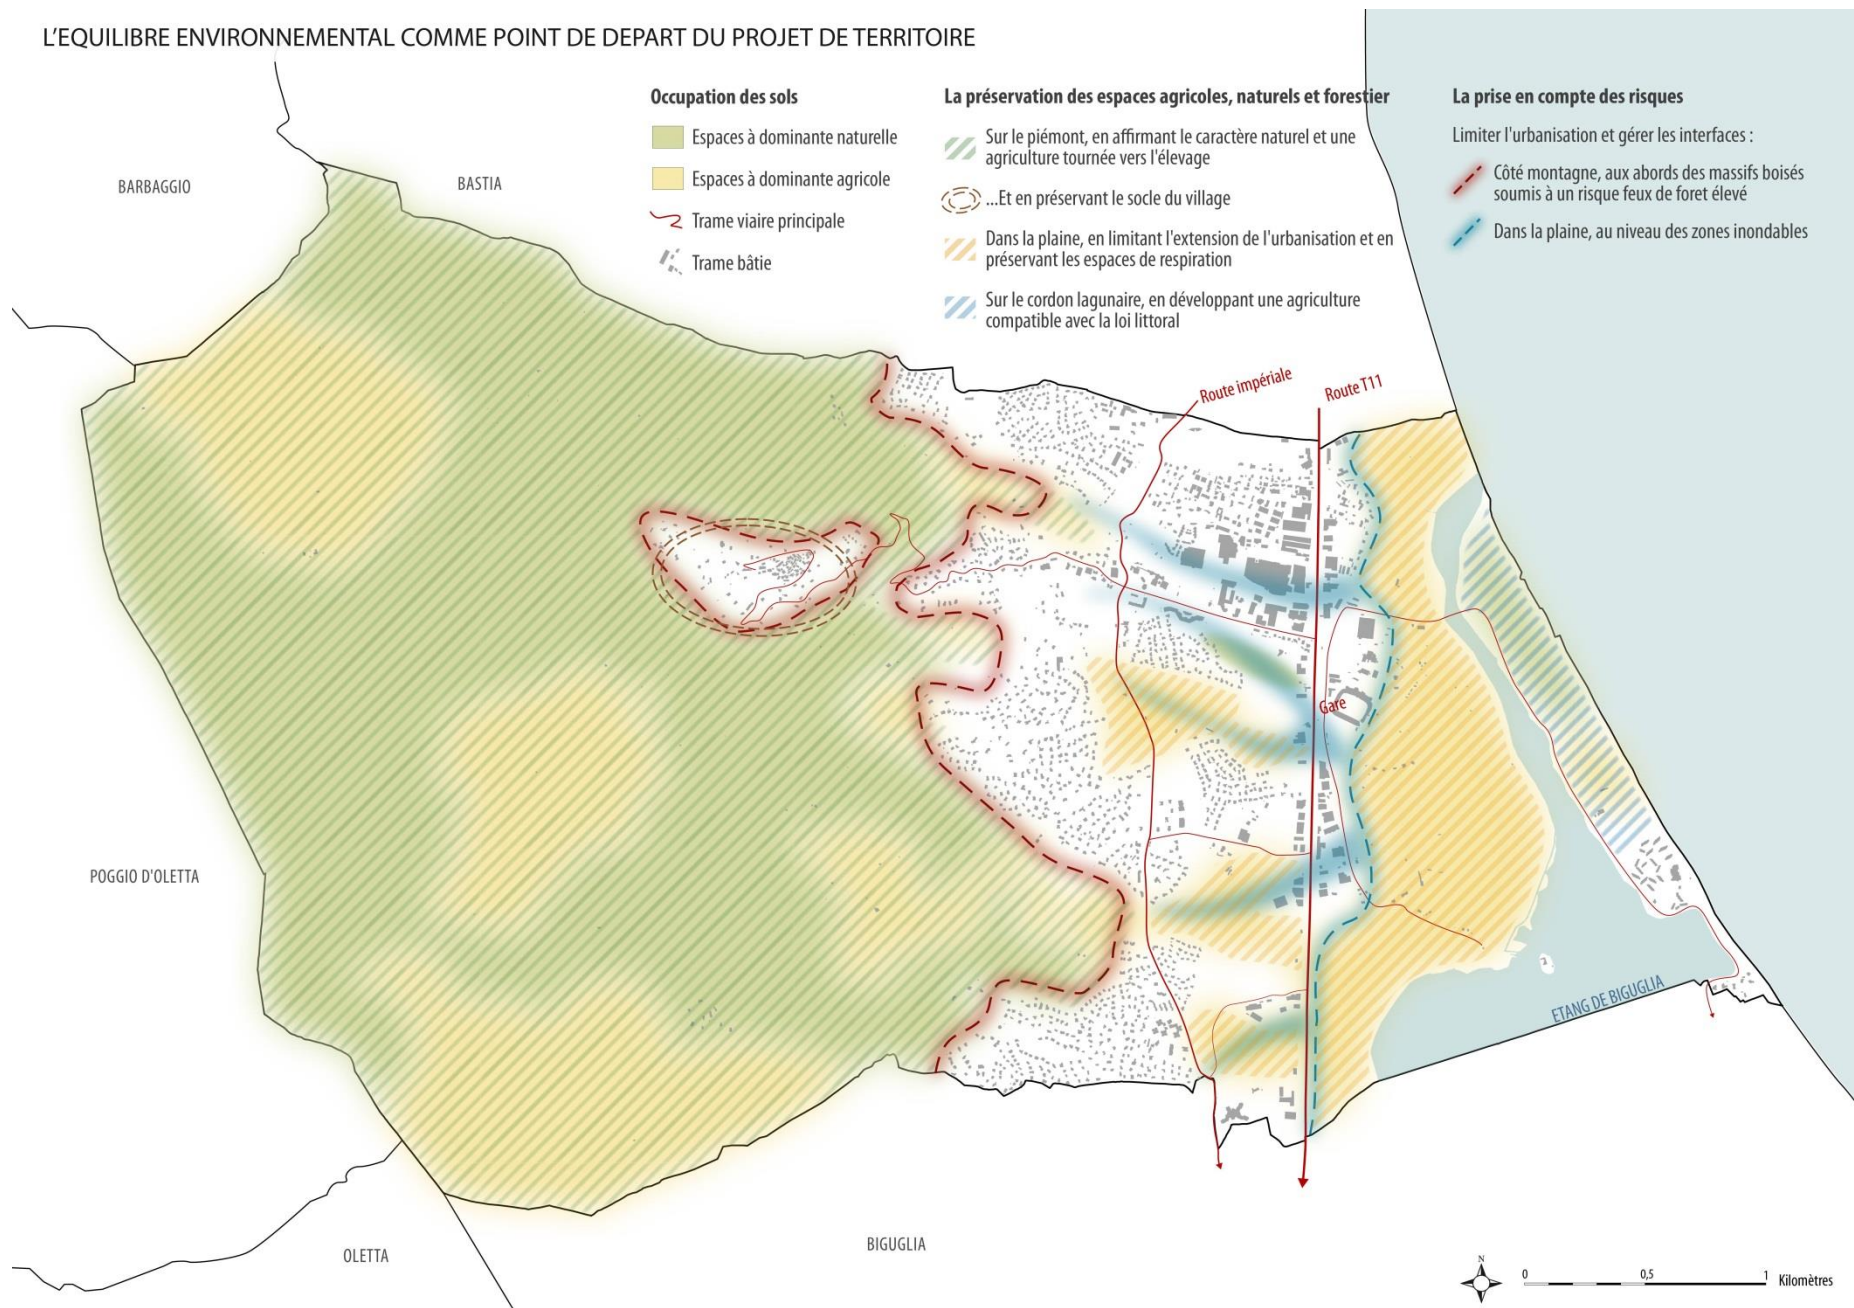 L'EQUILIBRE ENVIRONNEMENTAL COMME POINT DE DEPART DU PROJET DE TERRITOIRE
Occupation des sols
Espaces à dominante naturelle
Espaces à dominante agricole
Trame viaire principale
Trame bâtie
La préservation des espaces agricoles, naturels et forestier
Sur le piémont, en affirmant le caractère naturel et une
agriculture tournée vers l'élevage
...Et en préservant le socle du village
Dans la plaine, en limitant l'extension de l'urbanisation et en
préservant les espaces de respiration
Sur le cordon lagunaire, en développant une agriculture
compatible avec la loi littoral
La prise en compte des risques
Limiter l'urbanisation et gérer les interfaces :
Côté montagne, aux abords des massifs boisés
soumis à un risque feux de foret élevé
Dans la plaine, au niveau des zones inondables
BARBAGGIO
BASTIA
Route impériale
Route T11
Gare
POGGIO D'OLETTA
ETANG DE BIGUGLIA
OLETTA
BIGUGLIA
N
0 0,5 1 Kilomètres